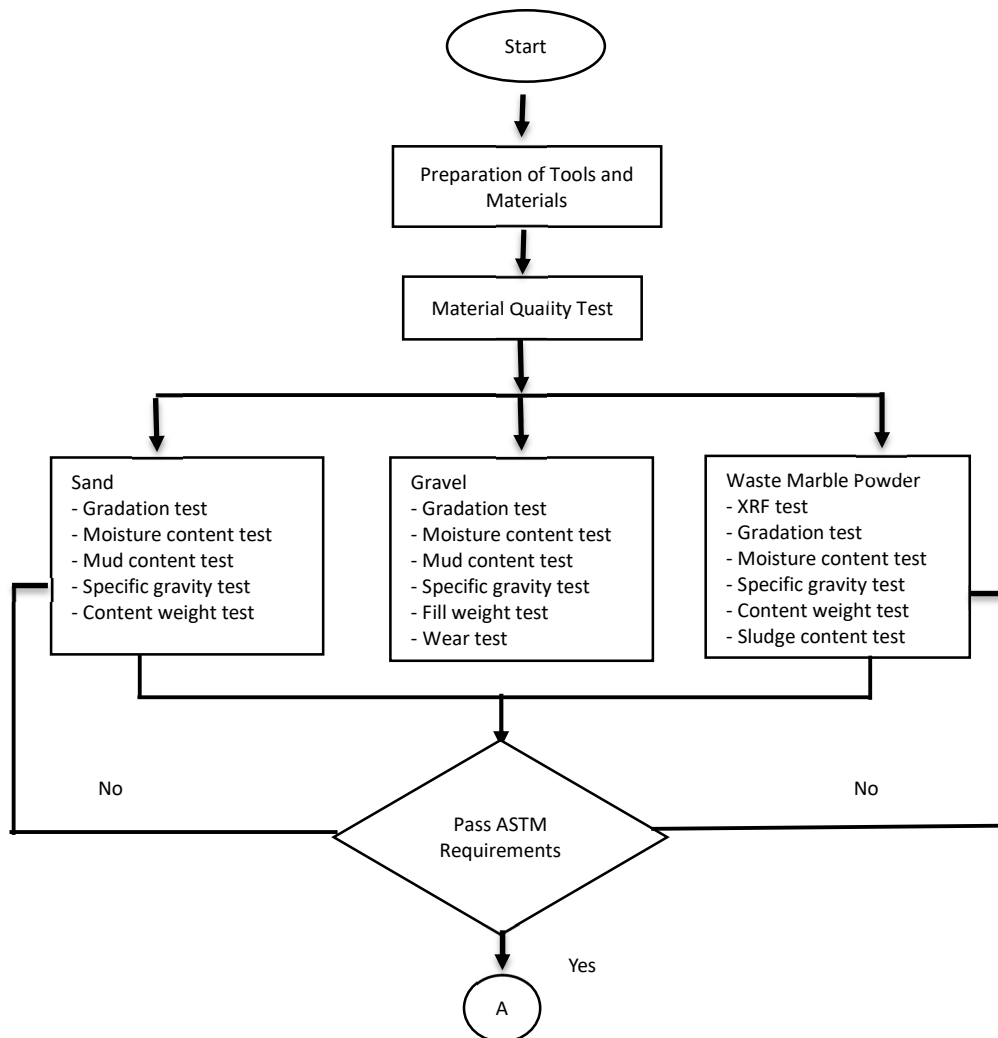 Start
Preparation of Tools and
Materials
Material Quality Test
Sand
- Gradation test
- Moisture content test
- Mud content test
- Specific gravity test
- Content weight test
Gravel
- Gradation test
- Moisture content test
- Mud content test
- Specific gravity test
- Fill weight test
- Wear test
Waste Marble Powder
- XRF test
- Gradation test
- Moisture content test
- Specific gravity test
- Content weight test
- Sludge content test
No
No
Pass ASTM
Requirements
Yes
A